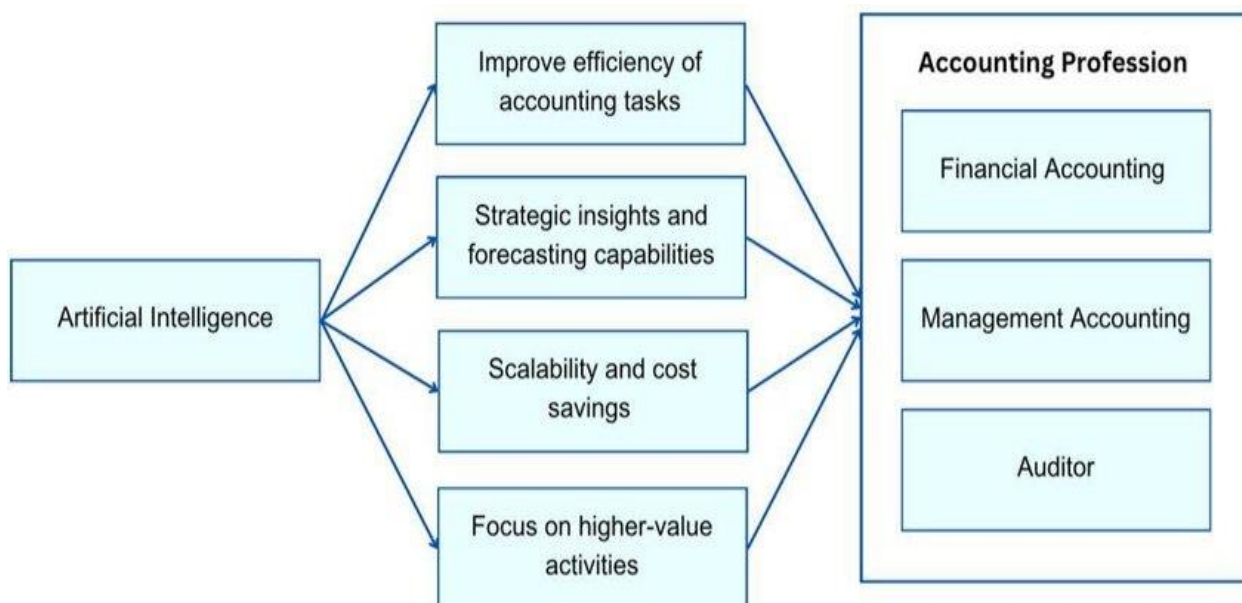 Artificial Intelligence
Improve efficiency of
accounting tasks
Strategic insights and
forecasting capabilities
Scalability and cost
savings
Focus on higher-value
activities
Accounting Profession
Financial Accounting
Management Accounting
Auditor